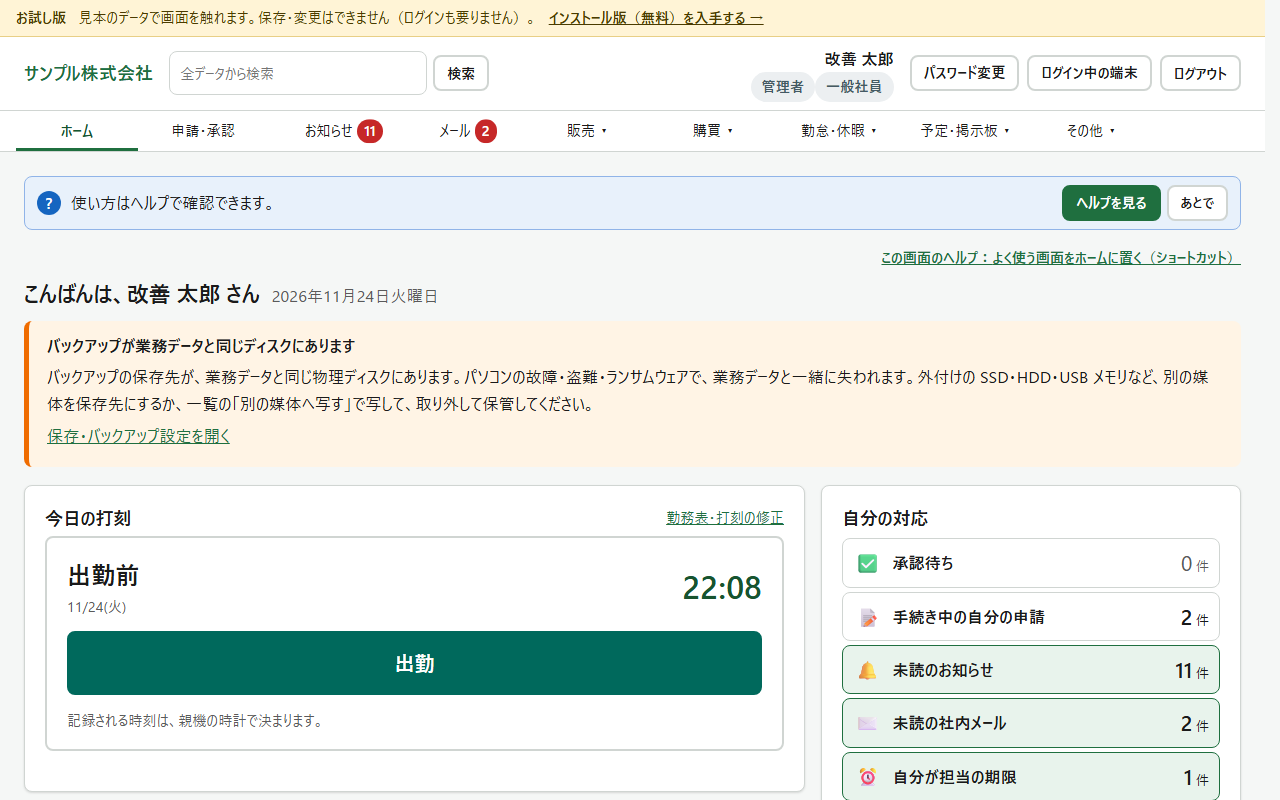 お試し版 見本のデータで画面を触れます。保存・変更はできません（ログインも要りません）。 インストール版（無料）を入手する →
サンプル株式会社
全データから検索
検索
改善 太郎
管理者 一般社員
パスワード変更
ログイン中の端末
ログアウト
ホーム
申請・承認
お知らせ 11
メール 2
販売 ▾
購買 ▾
勤怠・休暇 ▾
予定・掲示板 ▾
その他 ▾
? 使い方はヘルプで確認できます。
ヘルプを見る
あとで
この画面のヘルプ：よく使う画面をホームに置く（ショートカット）
こんばんは、改善 太郎 さん 2026年11月24日火曜日
バックアップが業務データと同じディスクにあります
バックアップの保存先が、業務データと同じ物理ディスクにあります。パソコンの故障・盗難・ランサムウェアで、業務データと一緒に失われます。外付けの SSD・HDD・USB メモリなど、別の媒
体を保存先にするか、一覧の「別の媒体へ写す」で写して、取り外して保管してください。
保存・バックアップ設定を開く
今日の打刻
勤務表・打刻の修正
出勤前
11/24(火)
22:08
出勤
記録される時刻は、親機の時計で決まります。
自分の対応
承認待ち 0 件
手続き中の自分の申請 2 件
未読のお知らせ 11 件
未読の社内メール 2 件
自分が担当の期限 1 件